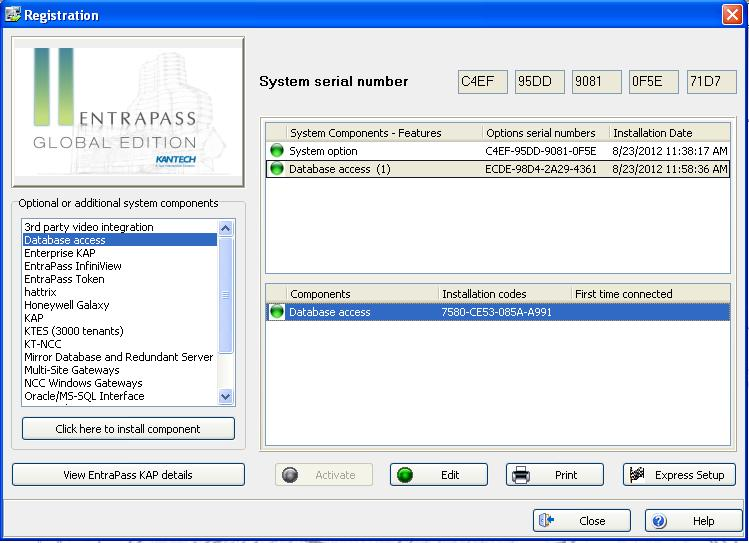 Registration
ENTRAPASS
GLOBAL EDITION
KANTECH
System serial number
C4EF 95DD 9081 0F5E 71D7
System Components - Features Options serial numbers Installation Date
System option C4EF-95DD-9081-0F5E 8/23/2012 11:38:17 AM
Database access (1) ECDE-98D4-2A29-4361 8/23/2012 11:58:36 AM
Optional or additional system components
3rd party video integration
Database access
Enterprise KAP
EntraPass InfiniView
EntraPass Token
hattrix
Honeywell Galaxy
KAP
KTES (3000 tenants)
KT-NCC
Mirror Database and Redundant Server
Multi-Site Gateways
NCC Windows Gateways
Oracle/MS-SQL Interface
Components Installation codes First time connected
Database access 7580-CE53-085A-A991
Click here to install component
View EntraPass KAP details
Activate
Edit
Print
Express Setup
Close
Help